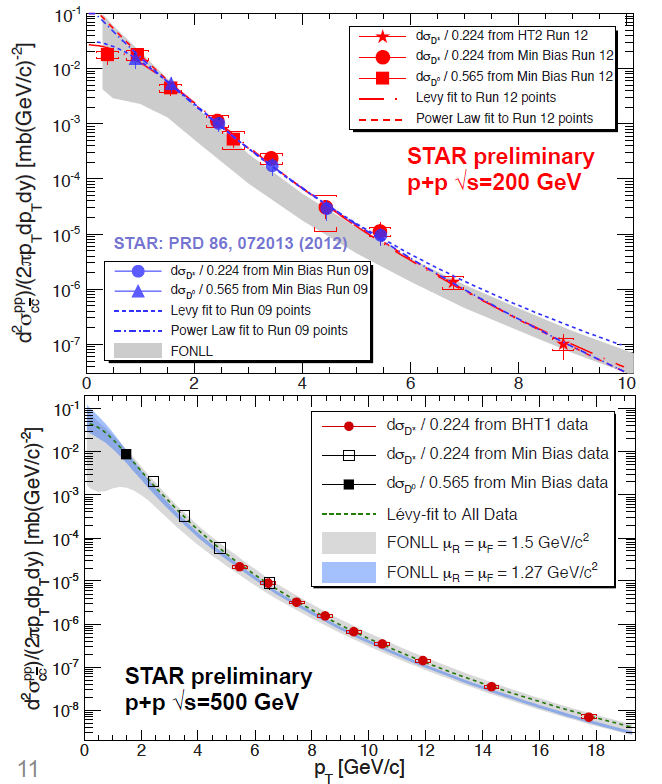 d²σ^pp_cc̄/(2πp_T dp_T dy) [mb(GeV/c)⁻²]
10⁻¹
10⁻²
10⁻³
10⁻⁴
10⁻⁵
10⁻⁶
10⁻⁷
dσ_D* / 0.224 from HT2 Run 12
dσ_D* / 0.224 from Min Bias Run 12
dσ_D⁰ / 0.565 from Min Bias Run 12
Levy fit to Run 12 points
Power Law fit to Run 12 points
STAR preliminary
p+p √s=200 GeV
STAR: PRD 86, 072013 (2012)
dσ_D* / 0.224 from Min Bias Run 09
dσ_D⁰ / 0.565 from Min Bias Run 09
Levy fit to Run 09 points
Power Law fit to Run 09 points
FONLL
0 2 4 6 8 10
d²σ^pp_cc̄/(2πp_T dp_T dy) [mb(GeV/c)⁻²]
10⁻¹
10⁻²
10⁻³
10⁻⁴
10⁻⁵
10⁻⁶
10⁻⁷
10⁻⁸
dσ_D* / 0.224 from BHT1 data
dσ_D* / 0.224 from Min Bias data
dσ_D⁰ / 0.565 from Min Bias data
Lévy-fit to All Data
FONLL μ_R = μ_F = 1.5 GeV/c²
FONLL μ_R = μ_F = 1.27 GeV/c²
STAR preliminary
p+p √s=500 GeV
0 2 4 6 8 10 12 14 16 18
p_T [GeV/c]
11